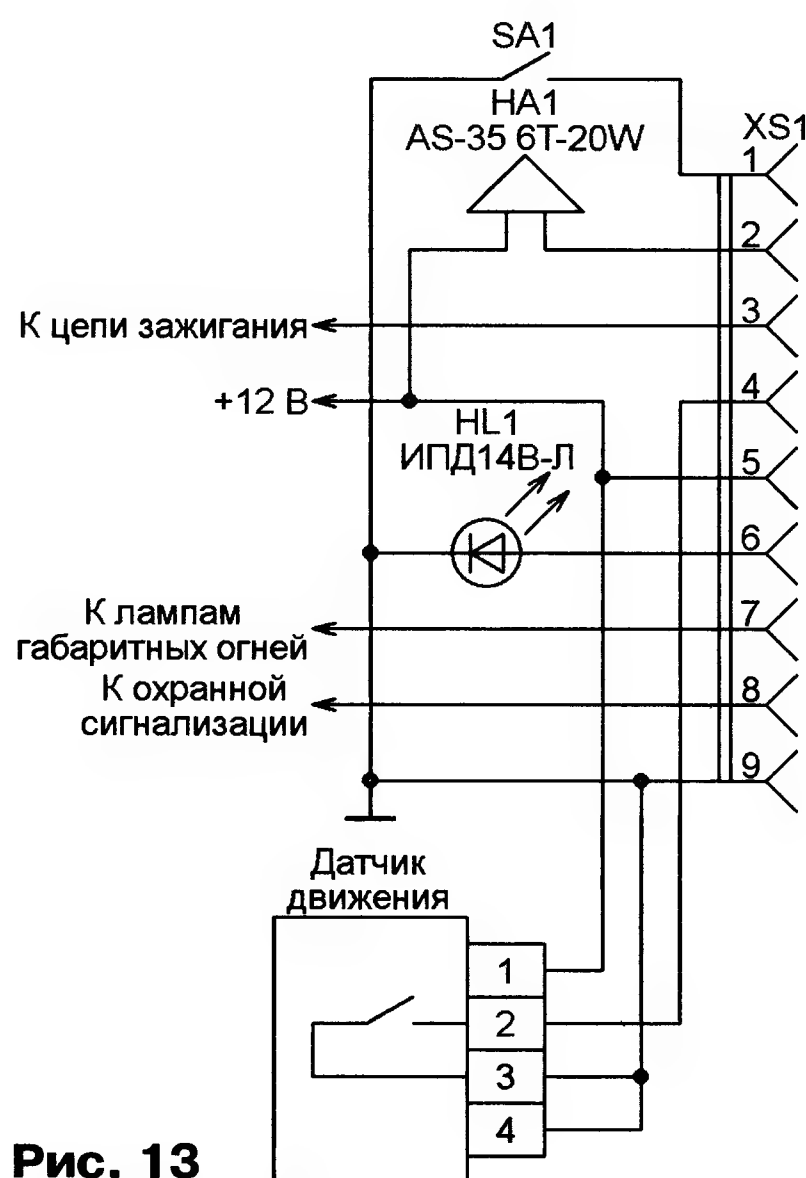 SA1
HA1
AS-35 6T-20W
XS1
1
2
К цепи зажигания
3
+12 В
4
HL1
ИПД14В-Л
5
6
К лампам
габаритных огней
7
К охранной
сигнализации
8
9
Датчик
движения
1
2
3
4
Рис. 13